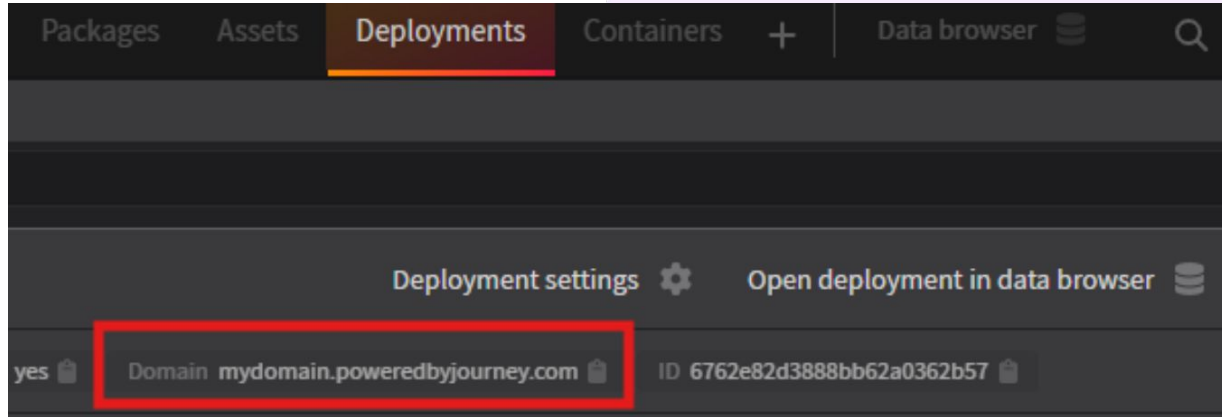 Packages Assets Deployments Containers + Data browser
Deployment settings Open deployment in data browser
yes Domain mydomain.poweredbyjourney.com ID 6762e82d3888bb62a0362b57